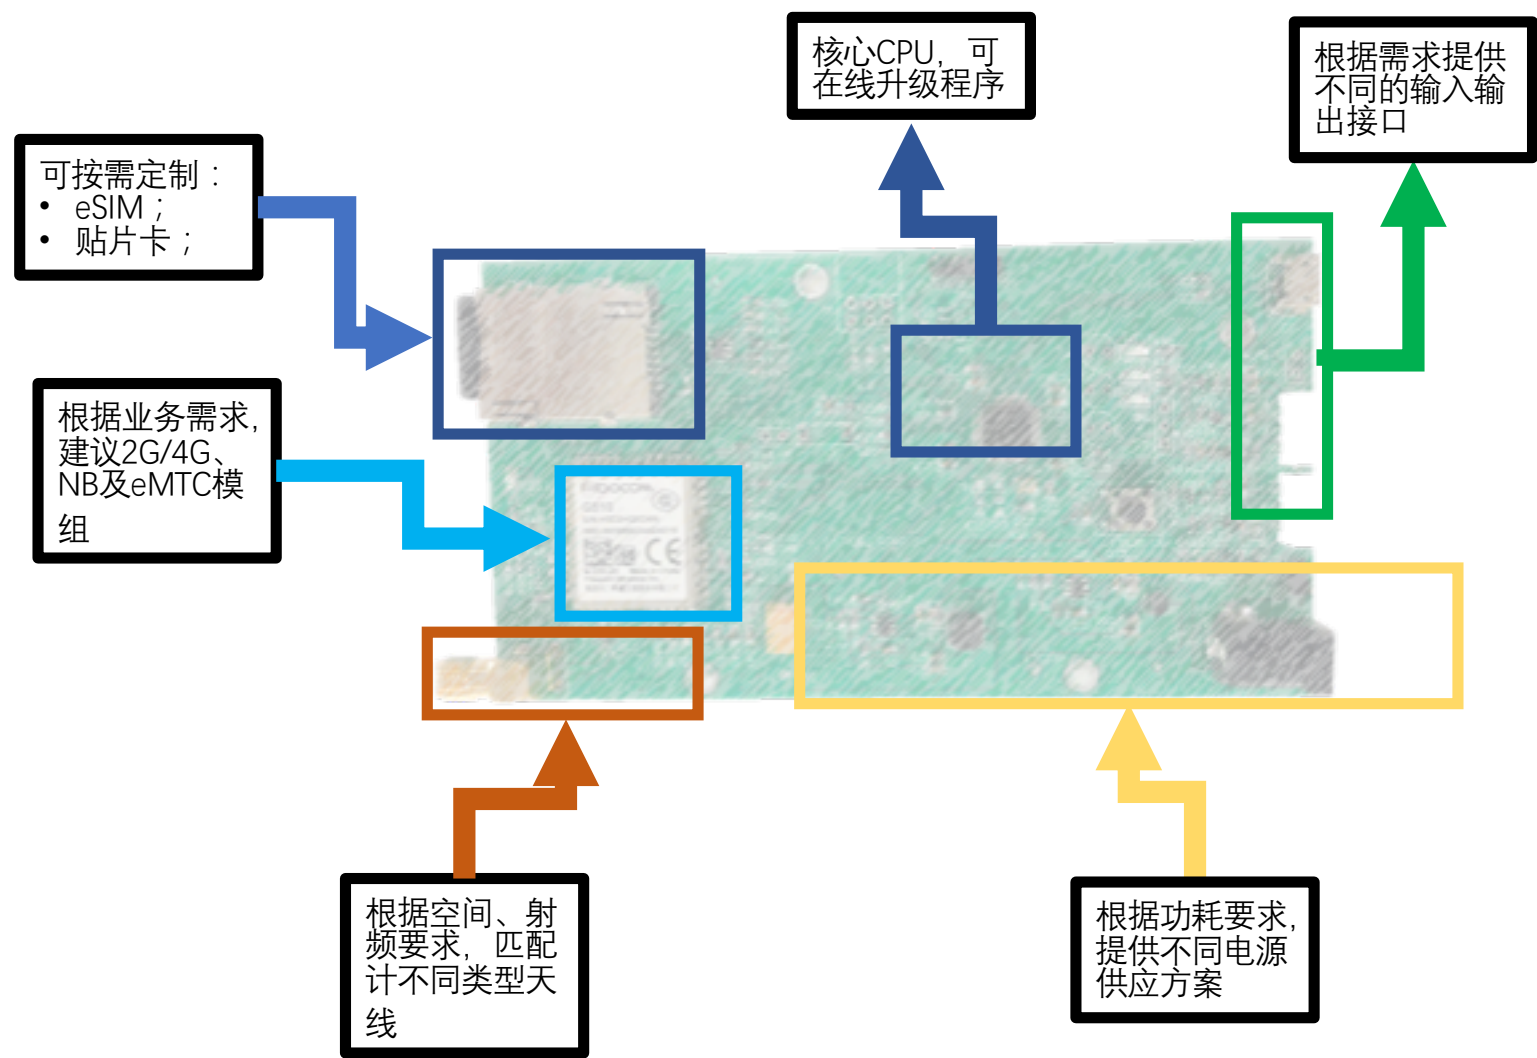 核心CPU，可
在线升级程序
根据需求提供
不同的输入输
出接口
可按需定制：
• eSIM；
• 贴片卡；
根据业务需求，
建议2G/4G、
NB及eMTC模
组
FIBOCOM
G510
CE
根据空间、射
频要求，匹配
计不同类型天
线
根据功耗要求，
提供不同电源
供应方案